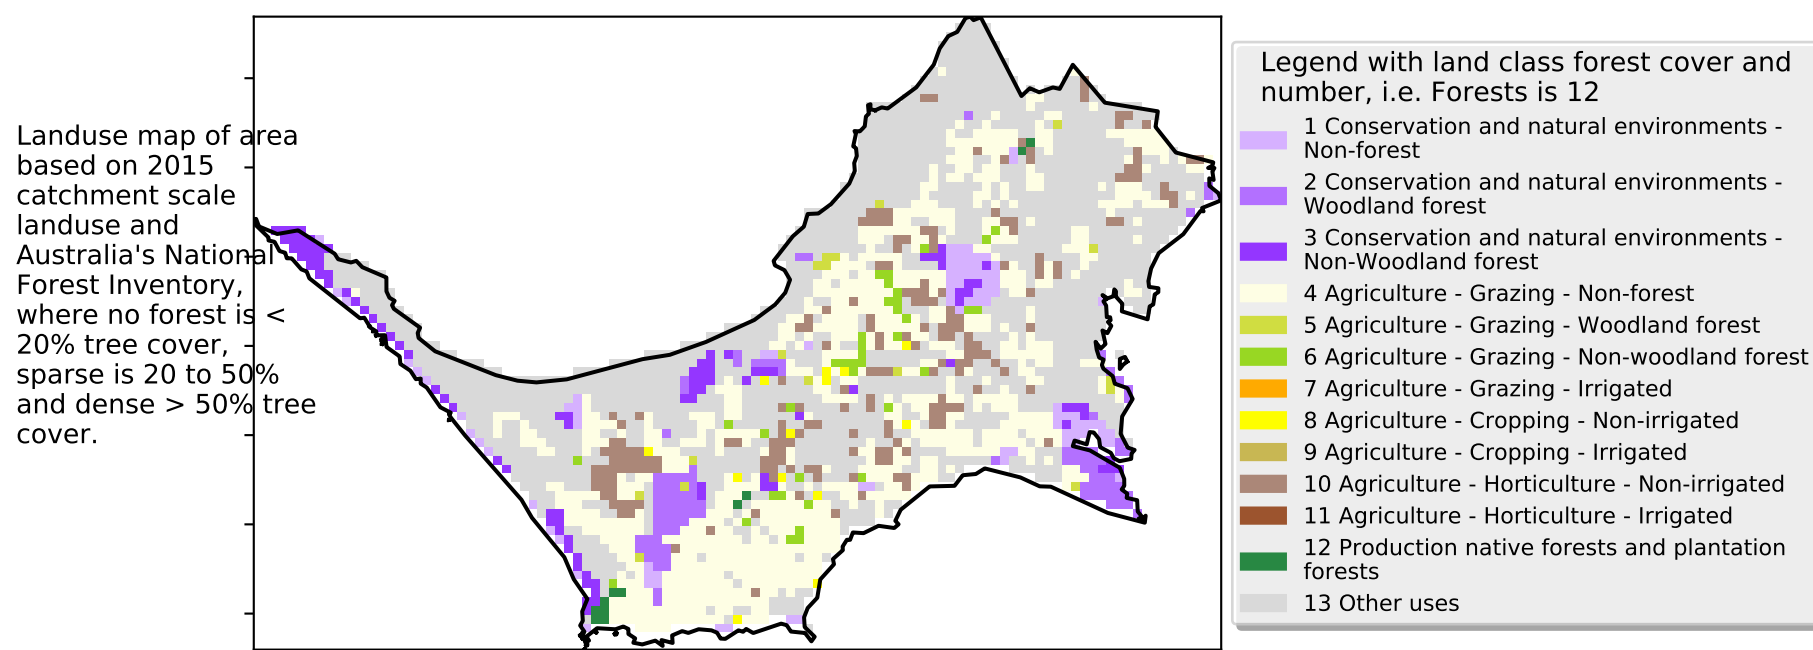 Landuse map of area
based on 2015
catchment scale
landuse and
Australia's National
Forest Inventory,
where no forest is <
20% tree cover,
sparse is 20 to 50%
and dense > 50% tree
cover.
Legend with land class forest cover and
number, i.e. Forests is 12
1 Conservation and natural environments -
Non-forest
2 Conservation and natural environments -
Woodland forest
3 Conservation and natural environments -
Non-Woodland forest
4 Agriculture - Grazing - Non-forest
5 Agriculture - Grazing - Woodland forest
6 Agriculture - Grazing - Non-woodland forest
7 Agriculture - Grazing - Irrigated
8 Agriculture - Cropping - Non-irrigated
9 Agriculture - Cropping - Irrigated
10 Agriculture - Horticulture - Non-irrigated
11 Agriculture - Horticulture - Irrigated
12 Production native forests and plantation
forests
13 Other uses